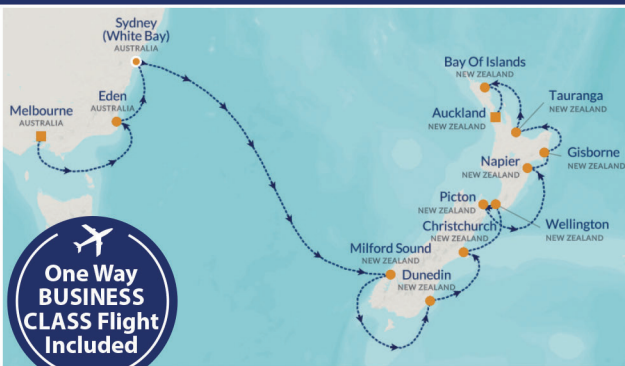 Sydney
(White Bay)
AUSTRALIA
Eden
AUSTRALIA
Melbourne
AUSTRALIA
Bay Of Islands
NEW ZEALAND
Auckland
NEW ZEALAND
Tauranga
NEW ZEALAND
Gisborne
NEW ZEALAND
Napier
NEW ZEALAND
Picton
NEW ZEALAND
Wellington
NEW ZEALAND
Christchurch
NEW ZEALAND
Milford Sound
NEW ZEALAND
Dunedin
NEW ZEALAND
One Way
BUSINESS
CLASS Flight
Included